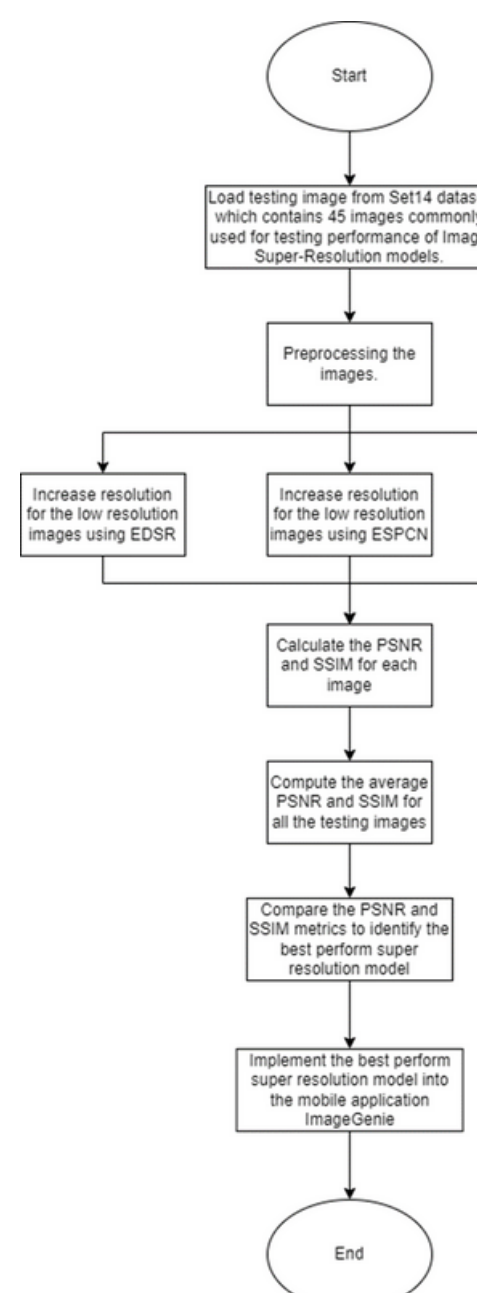 Start
Load testing image from Set14 datas
which contains 45 images commonly
used for testing performance of Imag
Super-Resolution models.
Preprocessing the
images.
Increase resolution
for the low resolution
images using EDSR
Increase resolution
for the low resolution
images using ESPCN
Calculate the PSNR
and SSIM for each
image
Compute the average
PSNR and SSIM for
all the testing images
Compare the PSNR and
SSIM metrics to identify the
best perform super
resolution model
Implement the best perform
super resolution model into
the mobile application
ImageGenie
End